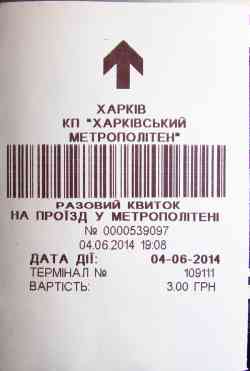 ХАРКІВ
КП "ХАРКІВСЬКИЙ
МЕТРОПОЛІТЕН"
РАЗОВИЙ КВИТОК
НА ПРОЇЗД У МЕТРОПОЛІТЕНІ
№ 0000539097
04.06.2014 19:08
ДАТА ДІЇ: 04-06-2014
ТЕРМІНАЛ № 109111
ВАРТІСТЬ: 3.00 ГРН